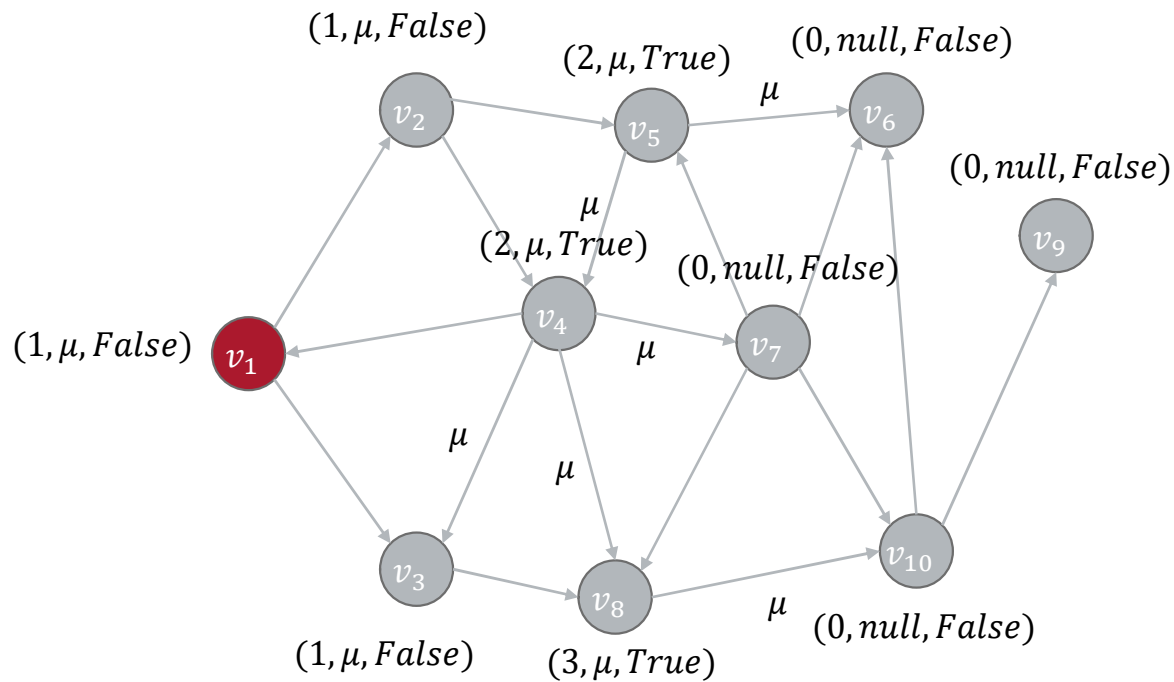 (1, μ, False)
(2, μ, True)
(0, null, False)
μ
v₂
v₅
v₆
(0, null, False)
μ
v₉
(2, μ, True)
(0, null, False)
v₄
(1, μ, False)
v₁
μ
v₇
μ
μ
v₃
v₈
v₁₀
μ
(1, μ, False)
(3, μ, True)
(0, null, False)